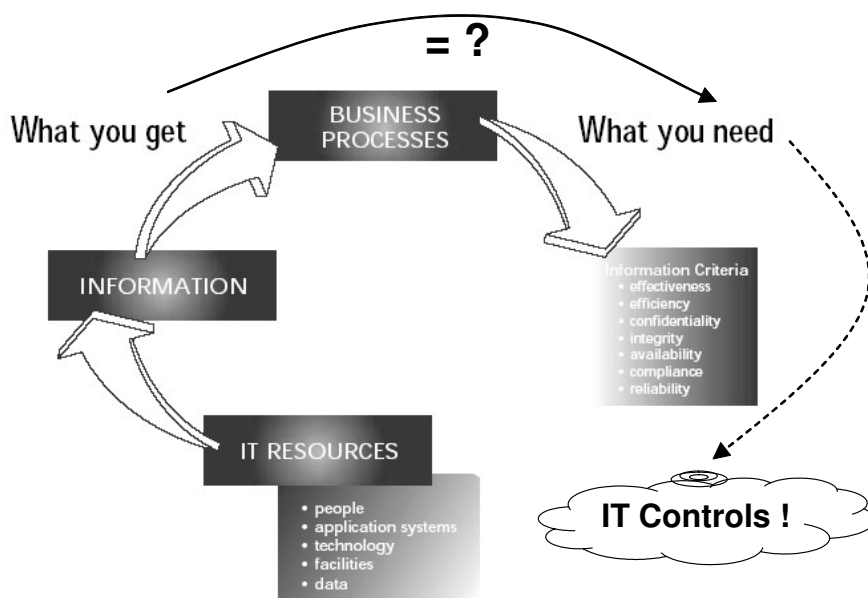 = ?
What you get
BUSINESS
PROCESSES
What you need
INFORMATION
Information Criteria
• effectiveness
• efficiency
• confidentiality
• integrity
• availability
• compliance
• reliability
IT RESOURCES
• people
• application systems
• technology
• facilities
• data
IT Controls !